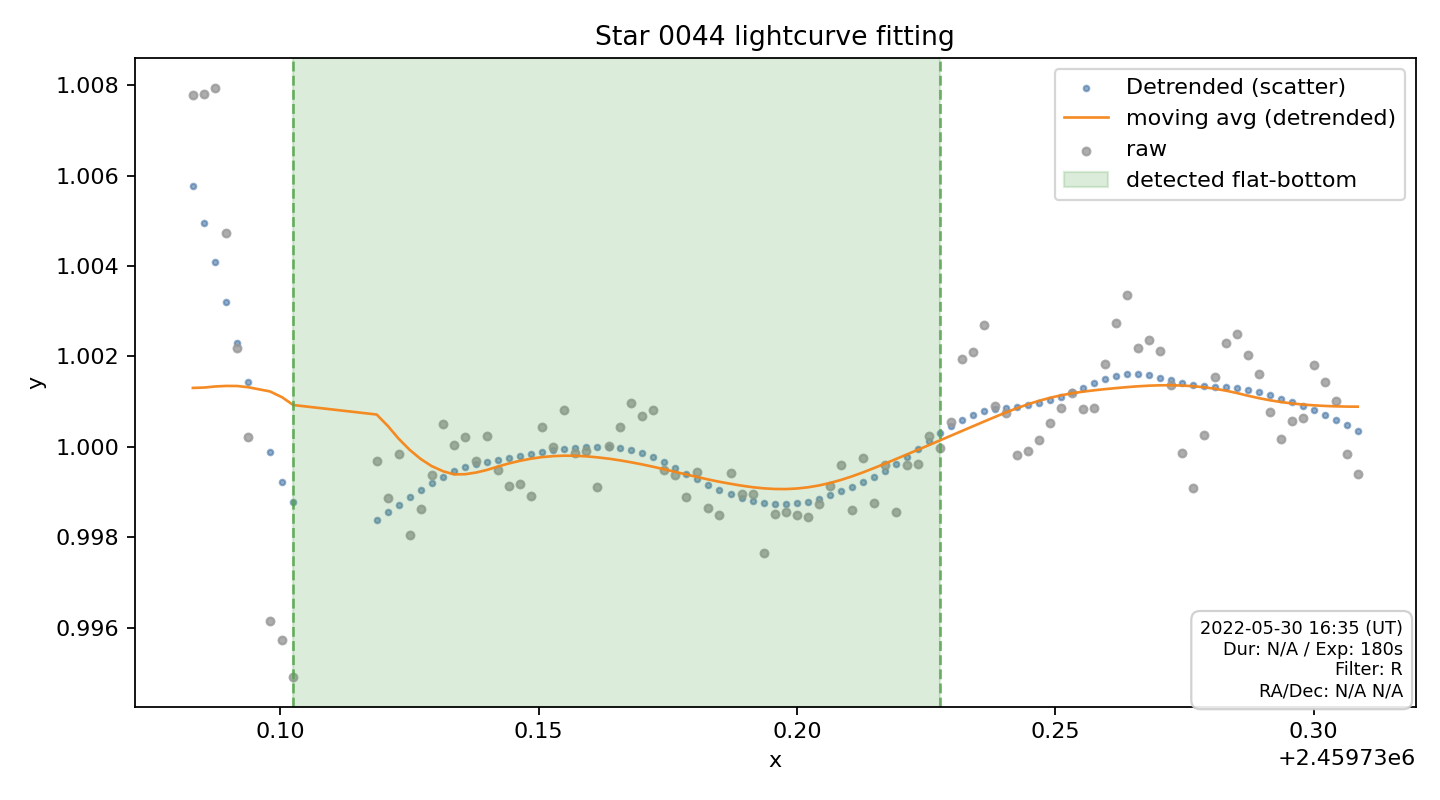 Star 0044 lightcurve fitting
1.008
1.006
1.004
1.002
1.000
0.998
0.996
y
Detrended (scatter)
moving avg (detrended)
raw
detected flat-bottom
2022-05-30 16:35 (UT)
Dur: N/A / Exp: 180s
Filter: R
RA/Dec: N/A N/A
0.10 0.15 0.20 0.25 0.30
x
+2.45973e6